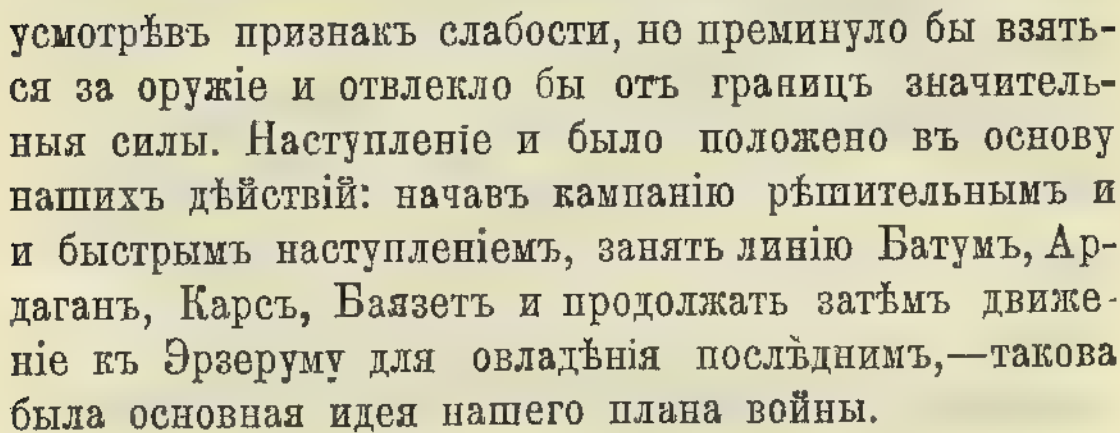 усмотрѣвъ признакъ слабости, не преминуло бы взять-
ся за оружіе и отвлекло бы отъ границъ значитель-
ныя силы. Наступленіе и было положено въ основу
нашихъ дѣйствій: начавъ кампанію рѣшительнымъ и
и быстрымъ наступленіемъ, занять линію Батумъ, Ар-
даганъ, Карсъ, Баязетъ и продолжать затѣмъ движе-
ніе къ Эрзеруму для овладѣнія послѣднимъ,—такова
была основная идея нашего плана войны.